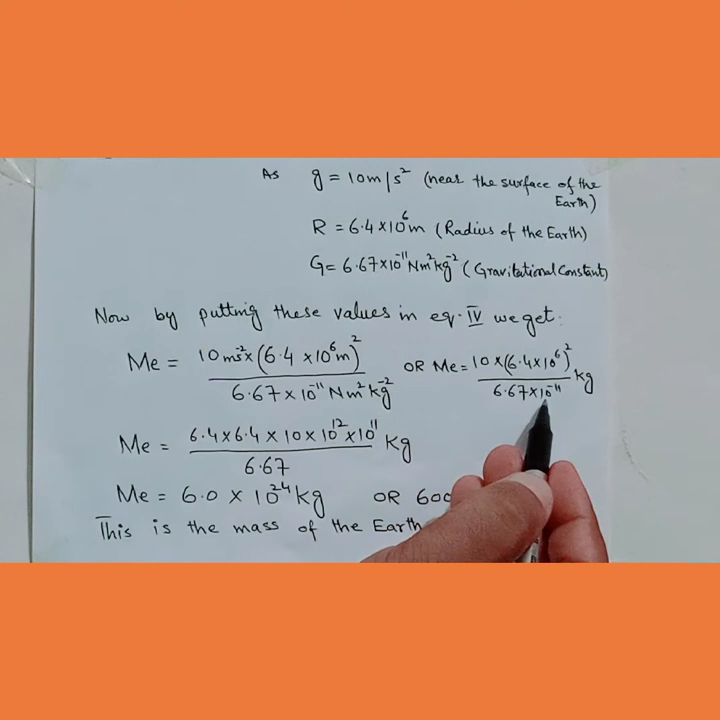 As g = 10m/s² (near the surface of the
Earth)
R = 6.4×10⁶m (Radius of the Earth)
G = 6.67×10⁻¹¹ Nm²kg⁻² (Gravitational Constant)
Now by putting these values in eq. IV we get:
Me = 10ms⁻²×(6.4×10⁶m)² / 6.67×10⁻¹¹ Nm²kg⁻² OR Me = 10×(6.4×10⁶)² / 6.67×10⁻¹¹ kg
Me = 6.4×6.4×10×10¹²×10¹¹ / 6.67 kg
Me = 6.0 × 10²⁴kg OR
This is the mass of the Earth